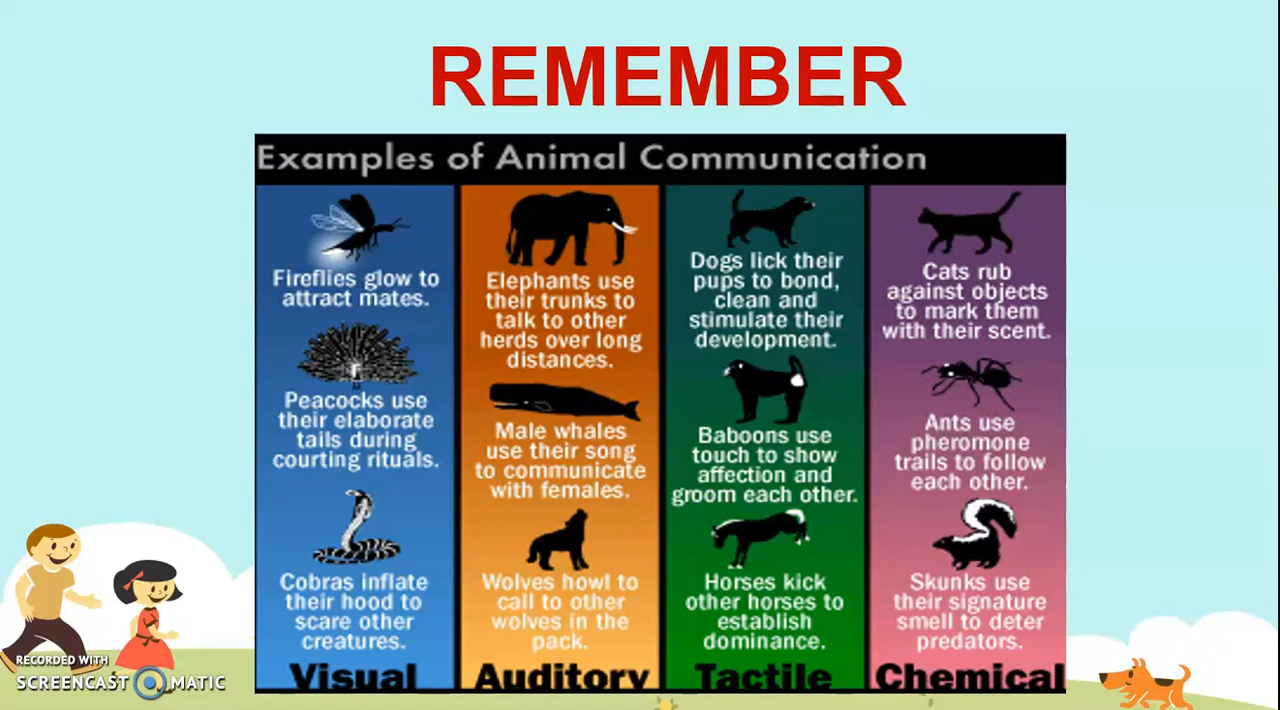 REMEMBER
Examples of Animal Communication
Fireflies glow to
attract mates.
Peacocks use
their elaborate
tails during
courting rituals.
Cobras inflate
their hood to
scare other
creatures.
Visual
Elephants use
their trunks to
talk to other
herds over long
distances.
Male whales
use their song
to communicate
with females.
Wolves howl to
call to other
wolves in the
pack.
Auditory
Dogs lick their
pups to bond,
clean and
stimulate their
development.
Baboons use
touch to show
affection and
groom each other.
Horses kick
other horses to
establish
dominance.
Tactile
Cats rub
against objects
to mark them
with their scent.
Ants use
pheromone
trails to follow
each other.
Skunks use
their signature
smell to deter
predators.
Chemical
RECORDED WITH
SCREENCAST MATIC